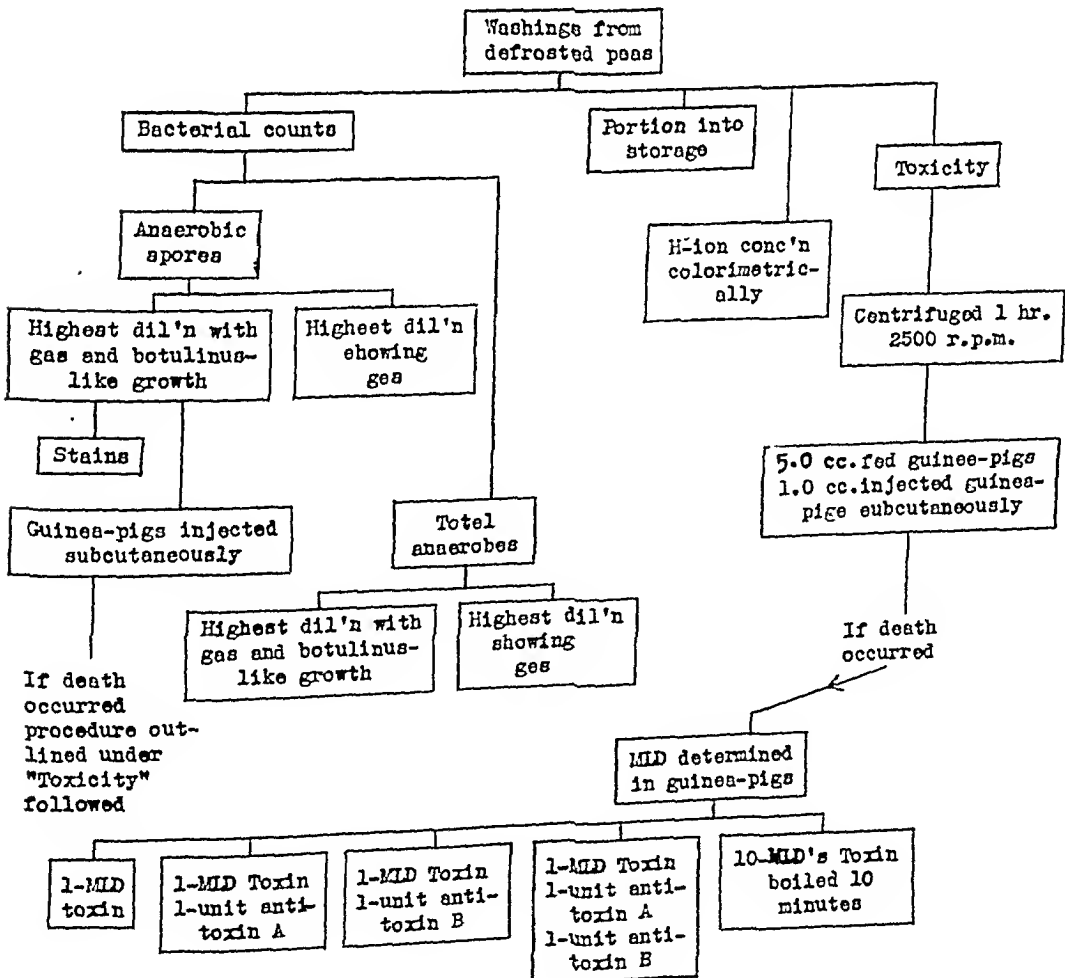 Washings from
defrosted peas
Bacterial counts
Portion into
storage
Toxicity
Anaerobic
spores
H-ion conc'n
colorimetric-
ally
Highest dil'n with
gas and botulinus-
like growth
Highest dil'n
showing
gas
Centrifuged 1 hr.
2500 r.p.m.
Stains
5.0 cc.fed guinea-pigs
1.0 cc.injected guinea-
pigs subcutaneously
Guinea-pigs injected
subcutaneously
Total
anaerobes
Highest dil'n with
gas and botulinus-
like growth
Highest dil'n
showing
gas
If death
occurred
If death
occurred
procedure out-
lined under
"Toxicity"
followed
MLD determined
in guinea-pigs
1-MLD
toxin
1-MLD Toxin
1-unit anti-
toxin A
1-MLD Toxin
1-unit anti-
toxin B
1-MLD Toxin
1-unit anti-
toxin A
1-unit anti-
toxin B
10-MLD's Toxin
boiled 10
minutes